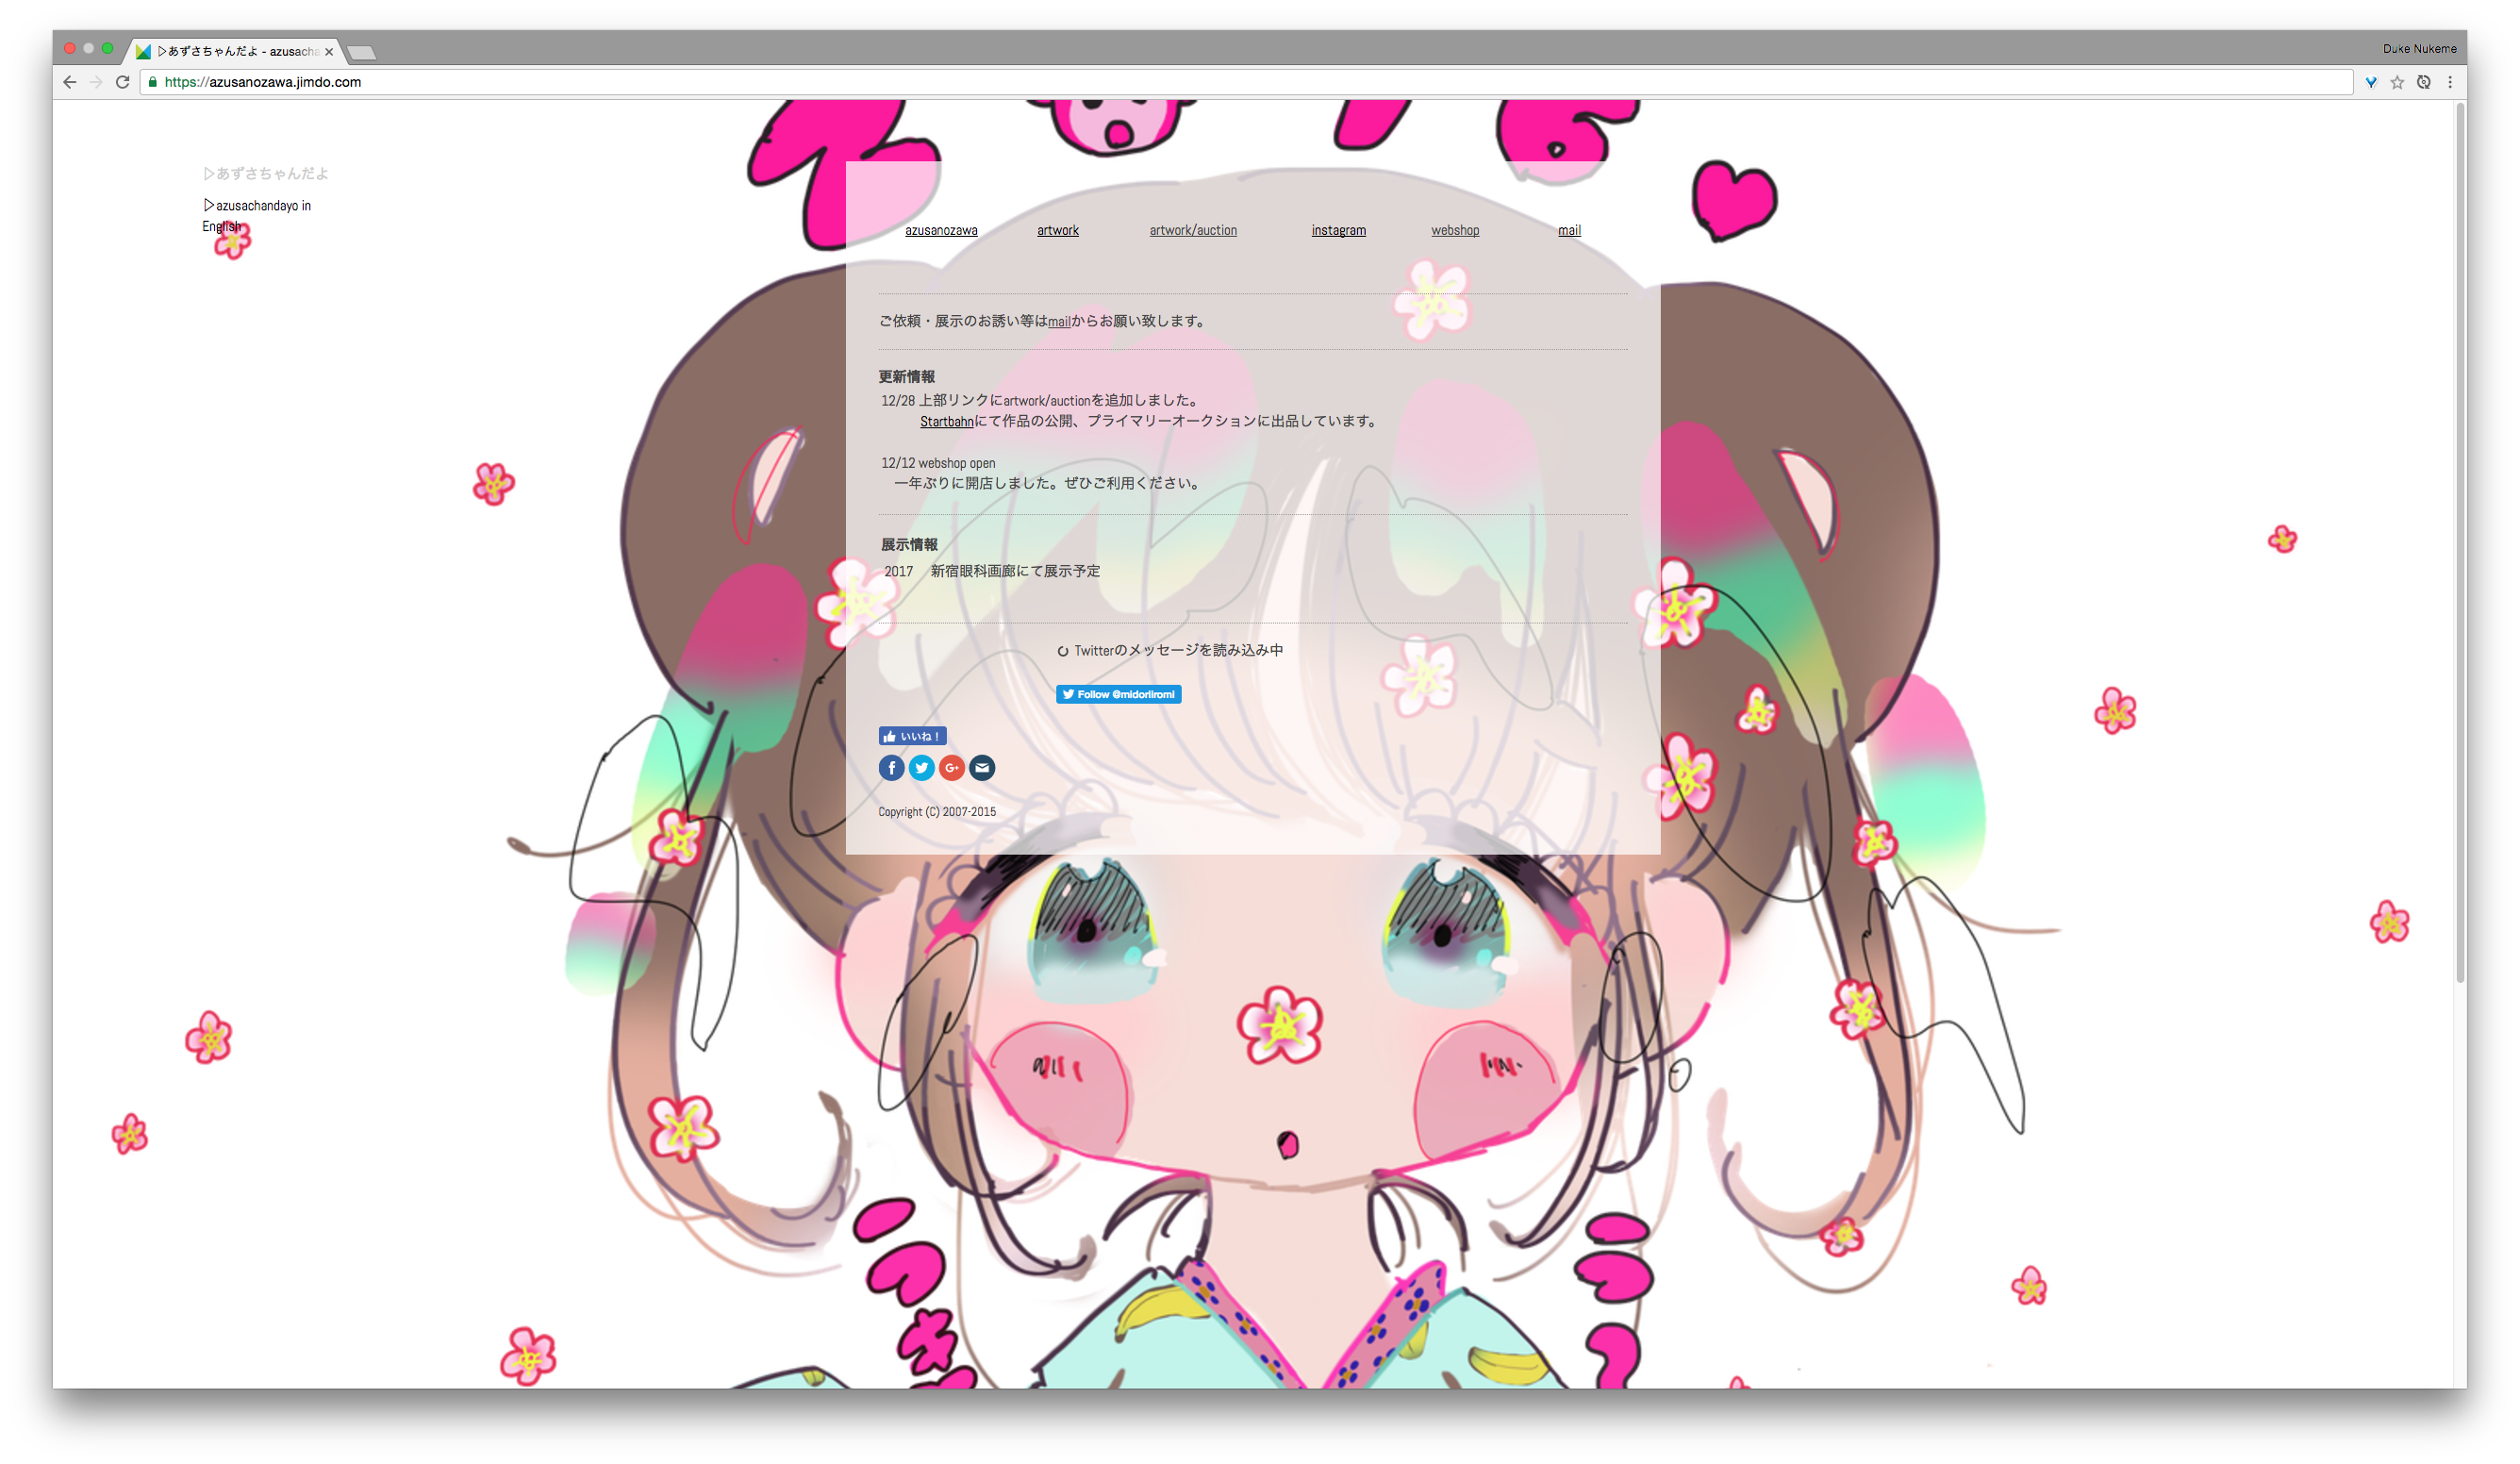 ▷あずさちゃんだよ - azusacha
Duke Nukeme
https://azusanozawa.jimdo.com
▷あずさちゃんだよ
▷azusachandayo in
English
azusanozawa artwork artwork/auction instagram webshop mail
ご依頼・展示のお誘い等はmailからお願い致します。
更新情報
12/28 上部リンクにartwork/auctionを追加しました。
Startbahnにて作品の公開、プライマリーオークションに出品しています。
12/12 webshop open
一年ぶりに開店しました。ぜひご利用ください。
展示情報
2017 新宿眼科画廊にて展示予定
Twitterのメッセージを読み込み中
Follow @midoriiromi
いいね！
Copyright (C) 2007-2015